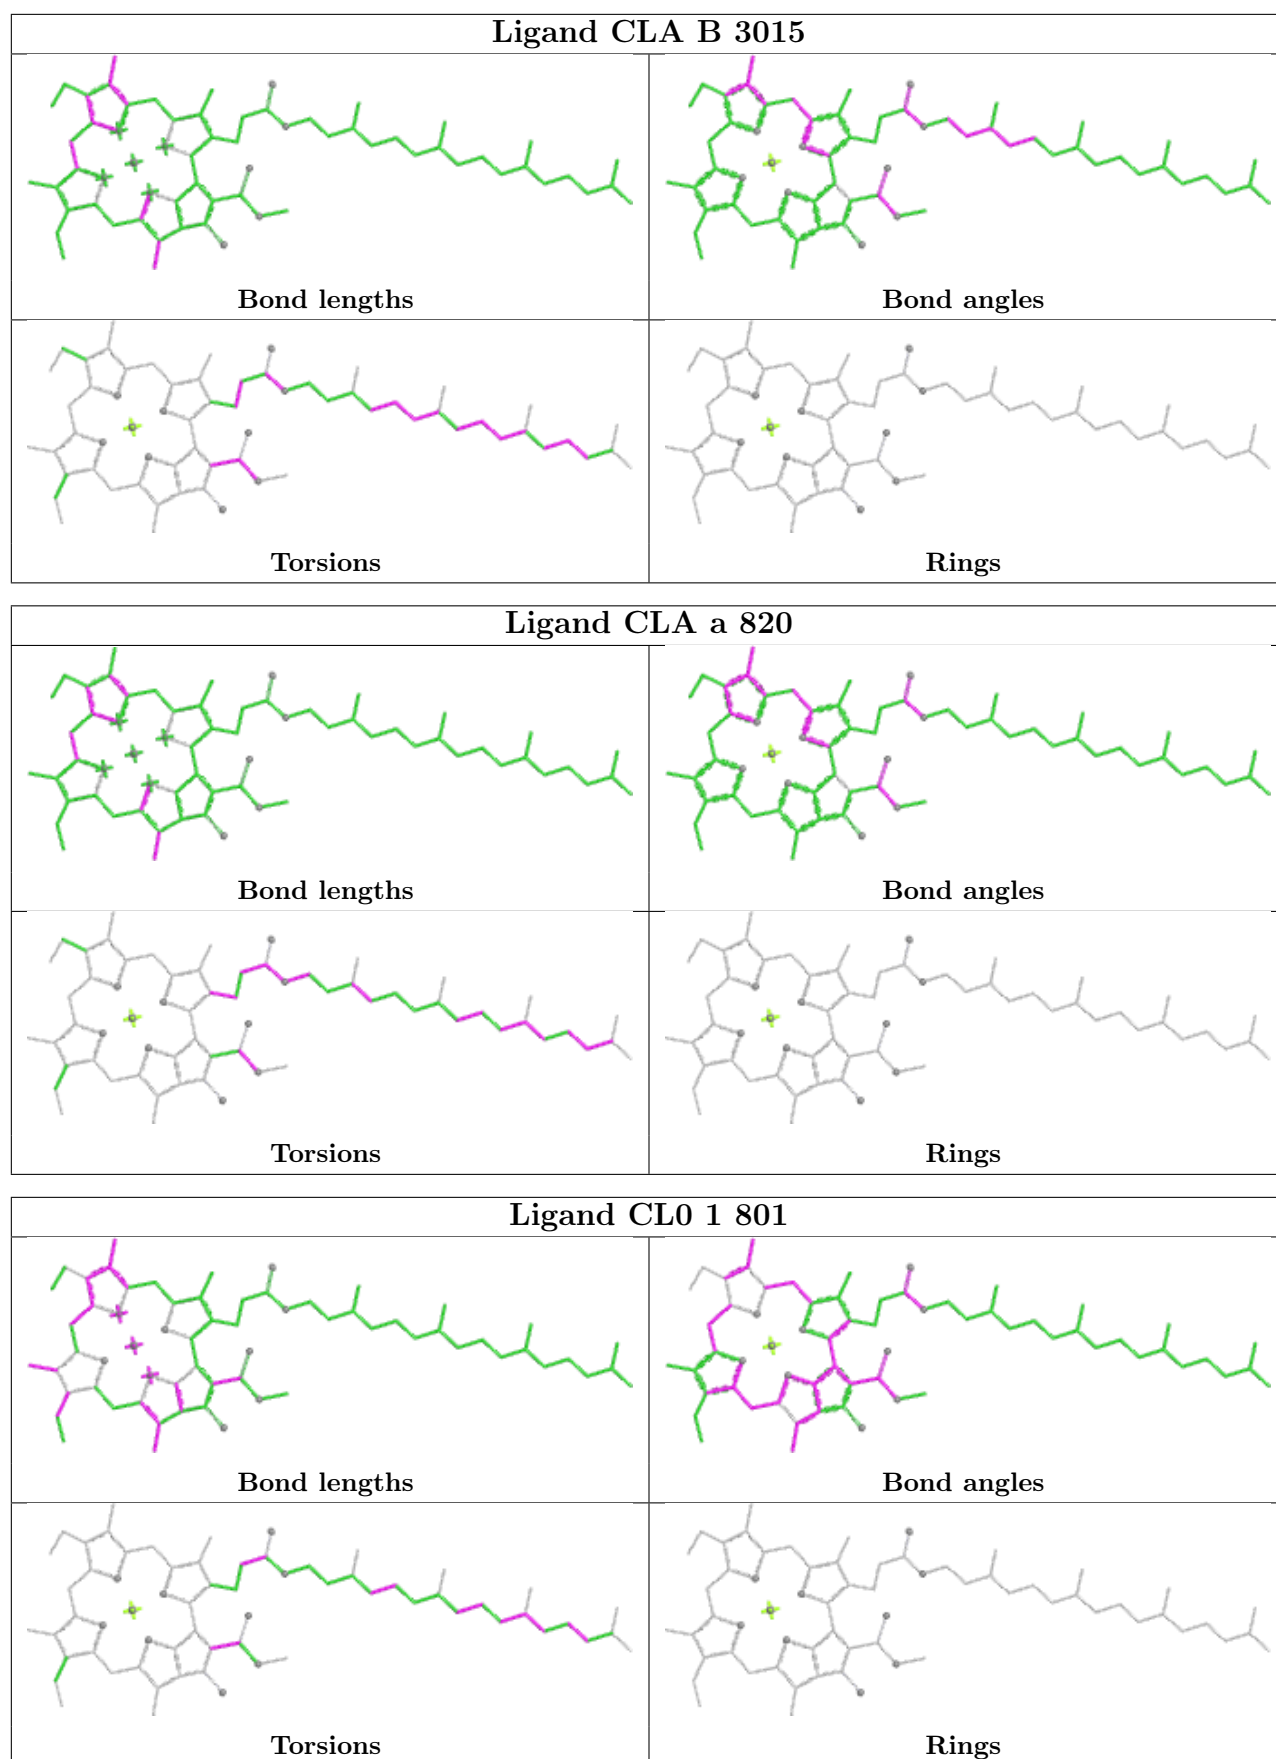 Ligand CLA B 3015
Bond lengths
Bond angles
Torsions
Rings
Ligand CLA a 820
Bond lengths
Bond angles
Torsions
Rings
Ligand CL0 1 801
Bond lengths
Bond angles
Torsions
Rings